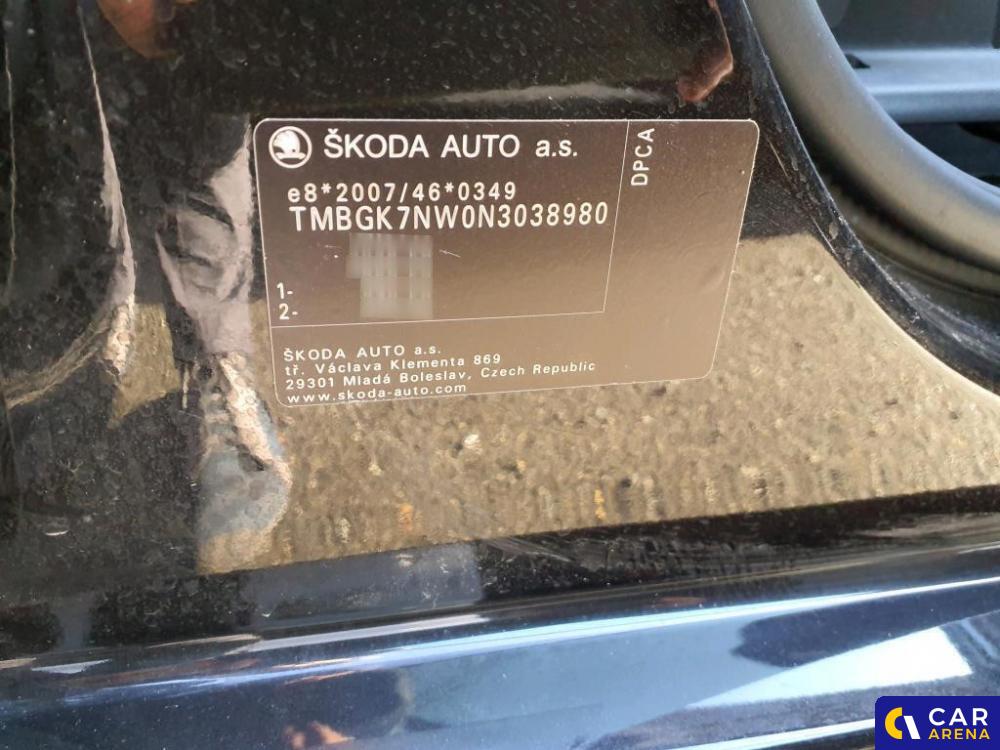 ŠKODA AUTO a.s.
DPCA
e8*2007/46*0349
TMBGK7NW0N3038980
1-
2-
ŠKODA AUTO a.s.
tř. Václava Klementa 869
29301 Mladá Boleslav, Czech Republic
www.skoda-auto.com
CAR
ARENA